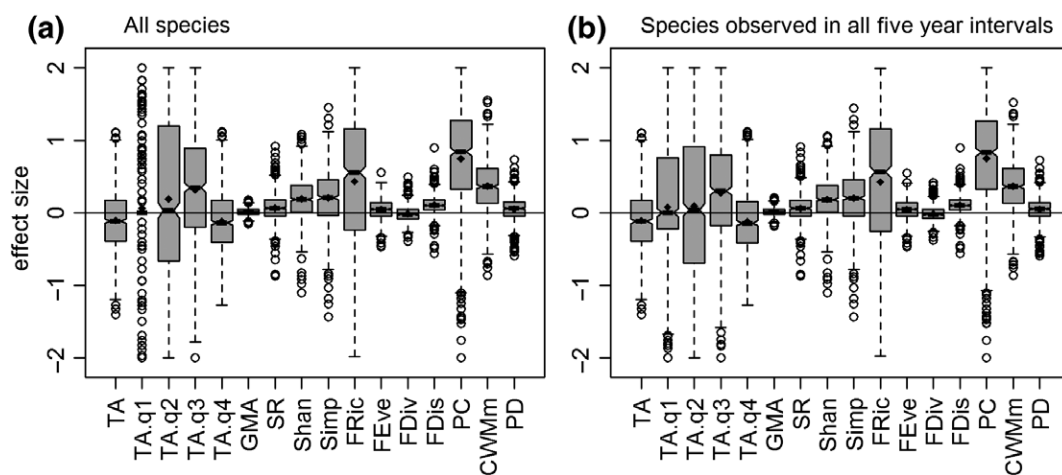 (a) All species
(b) Species observed in all five year intervals
effect size
2
1
0
−1
−2
TA
TA.q1
TA.q2
TA.q3
TA.q4
GMA
SR
Shan
Simp
FRic
FEve
FDiv
FDis
PC
CWMm
PD
2
1
0
−1
−2
TA
TA.q1
TA.q2
TA.q3
TA.q4
GMA
SR
Shan
Simp
FRic
FEve
FDiv
FDis
PC
CWMm
PD